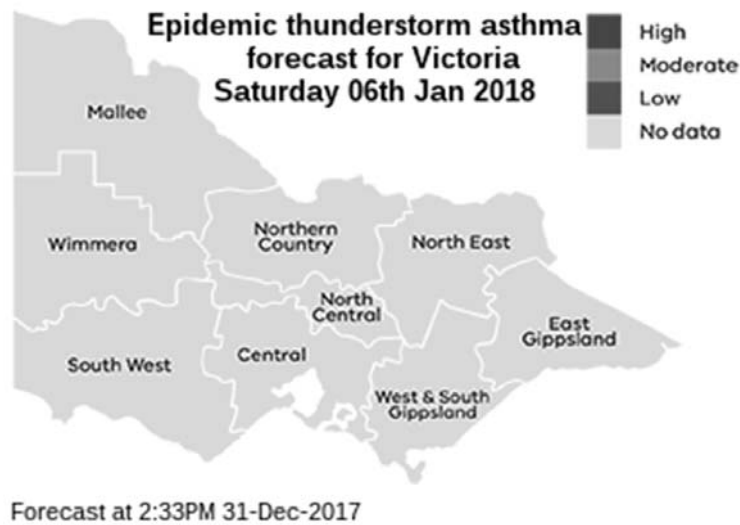 Epidemic thunderstorm asthma
forecast for Victoria
Saturday 06th Jan 2018
High
Moderate
Low
No data
Mallee
Wimmera
Northern
Country
North East
North
Central
East
Gippsland
South West
Central
West & South
Gippsland
Forecast at 2:33PM 31-Dec-2017